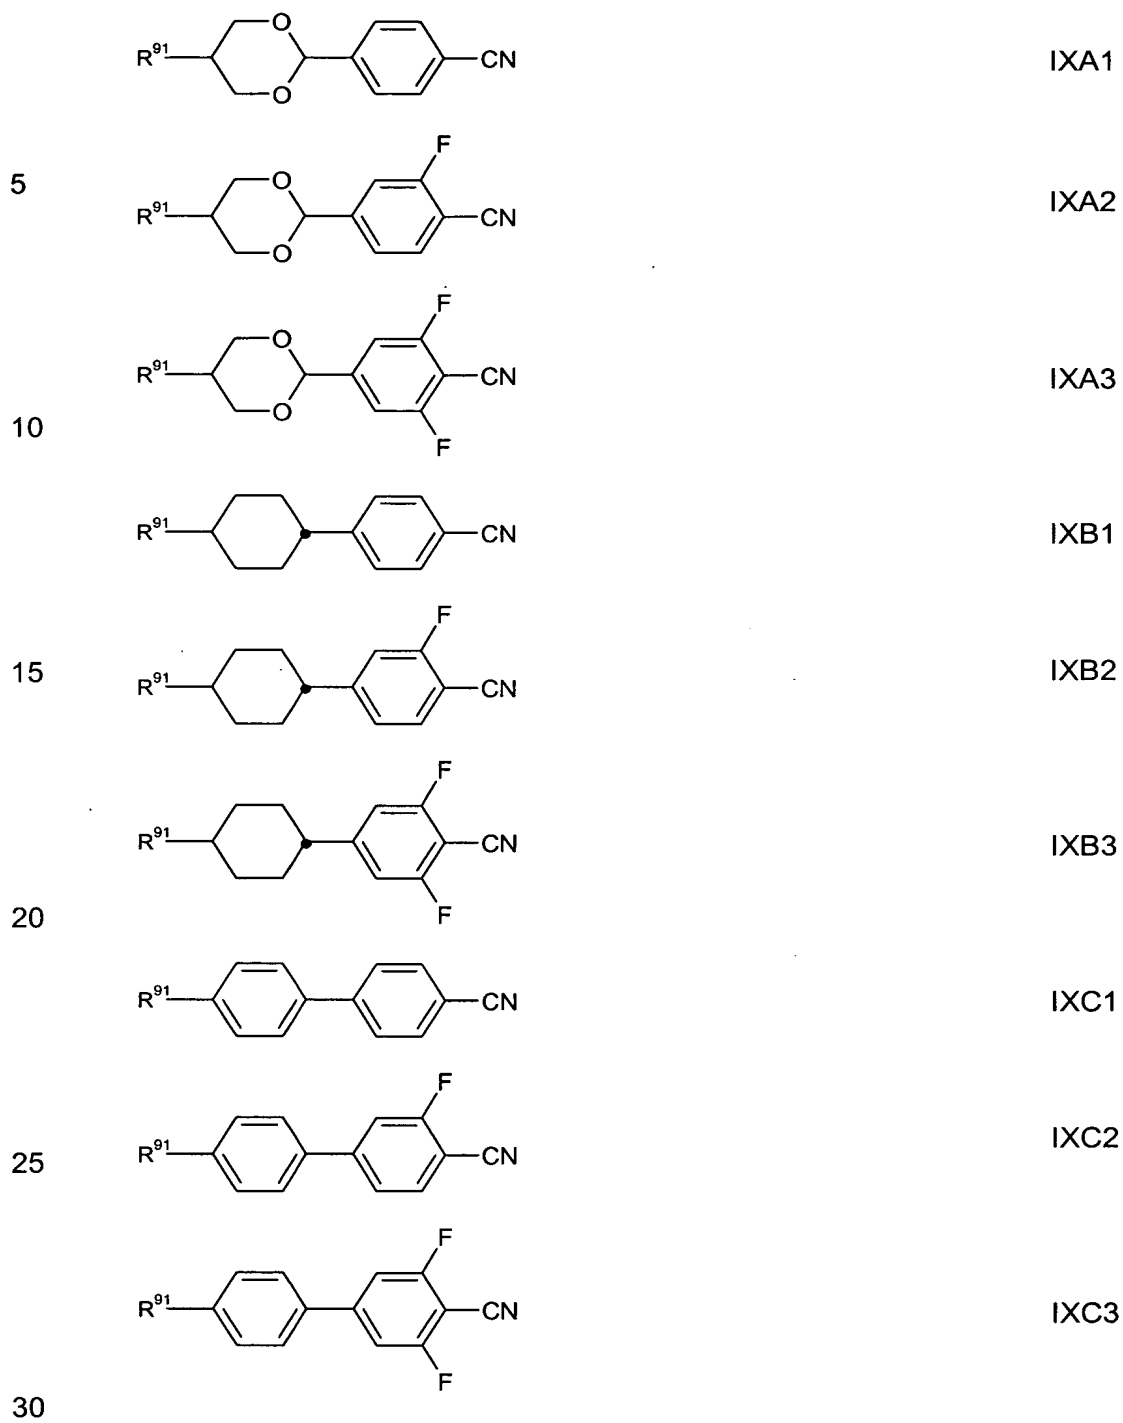 O
R91 CN IXA1
O
F
5
O
R91 CN IXA2
O
F
O
R91 CN IXA3
O
10
F
R91 CN IXB1
F
15 R91 CN IXB2
F
R91 CN IXB3
20 F
R91 CN IXC1
F
R91 CN IXC2
25
F
R91 CN IXC3
F
30